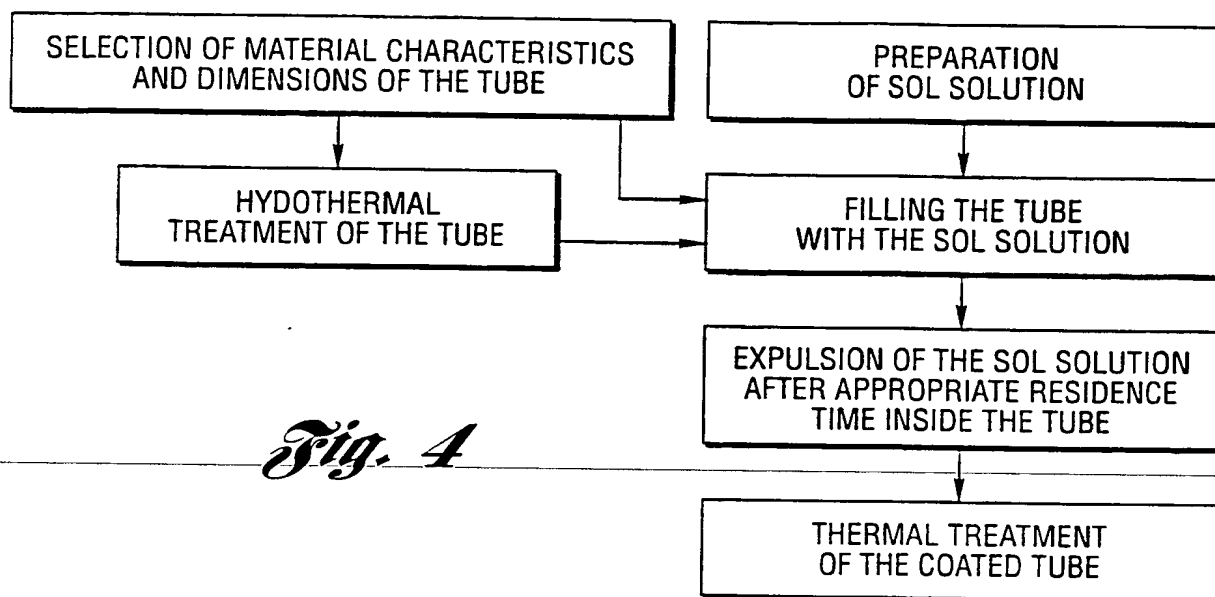 SELECTION OF MATERIAL CHARACTERISTICS
AND DIMENSIONS OF THE TUBE
PREPARATION
OF SOL SOLUTION
HYDOTHERMAL
TREATMENT OF THE TUBE
FILLING THE TUBE
WITH THE SOL SOLUTION
EXPULSION OF THE SOL SOLUTION
AFTER APPROPRIATE RESIDENCE
TIME INSIDE THE TUBE
Fig. 4
THERMAL TREATMENT
OF THE COATED TUBE